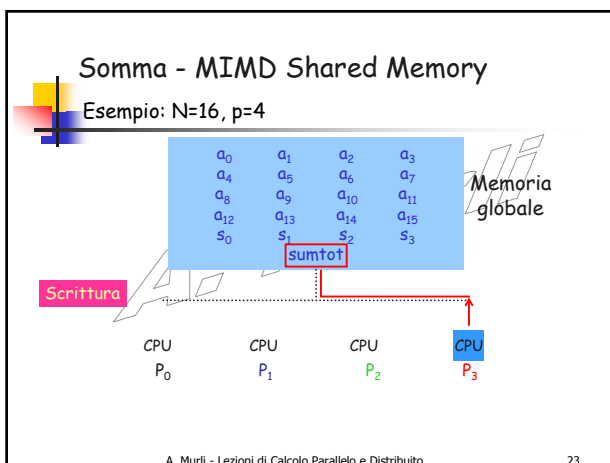 Somma - MIMD Shared Memory
Esempio: N=16, p=4
a₀ a₁ a₂ a₃
a₄ a₅ a₆ a₇
a₈ a₉ a₁₀ a₁₁
a₁₂ a₁₃ a₁₄ a₁₅
s₀ s₁ s₂ s₃
sumtot
Memoria
globale
Scrittura
CPU CPU CPU CPU
P₀ P₁ P₂ P₃
A. Murli - Lezioni di Calcolo Parallelo e Distribuito 23